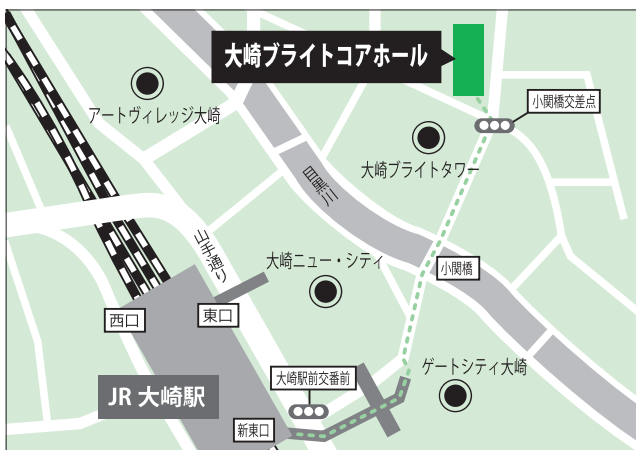 大崎ブライトコアホール
小関橋交差点
アートヴィレッジ大崎
大崎ブライトタワー
目黒川
山手通り
大崎ニュー・シティ
小関橋
西口
東口
ゲートシティ大崎
大崎駅前交番前
JR 大崎駅
新東口